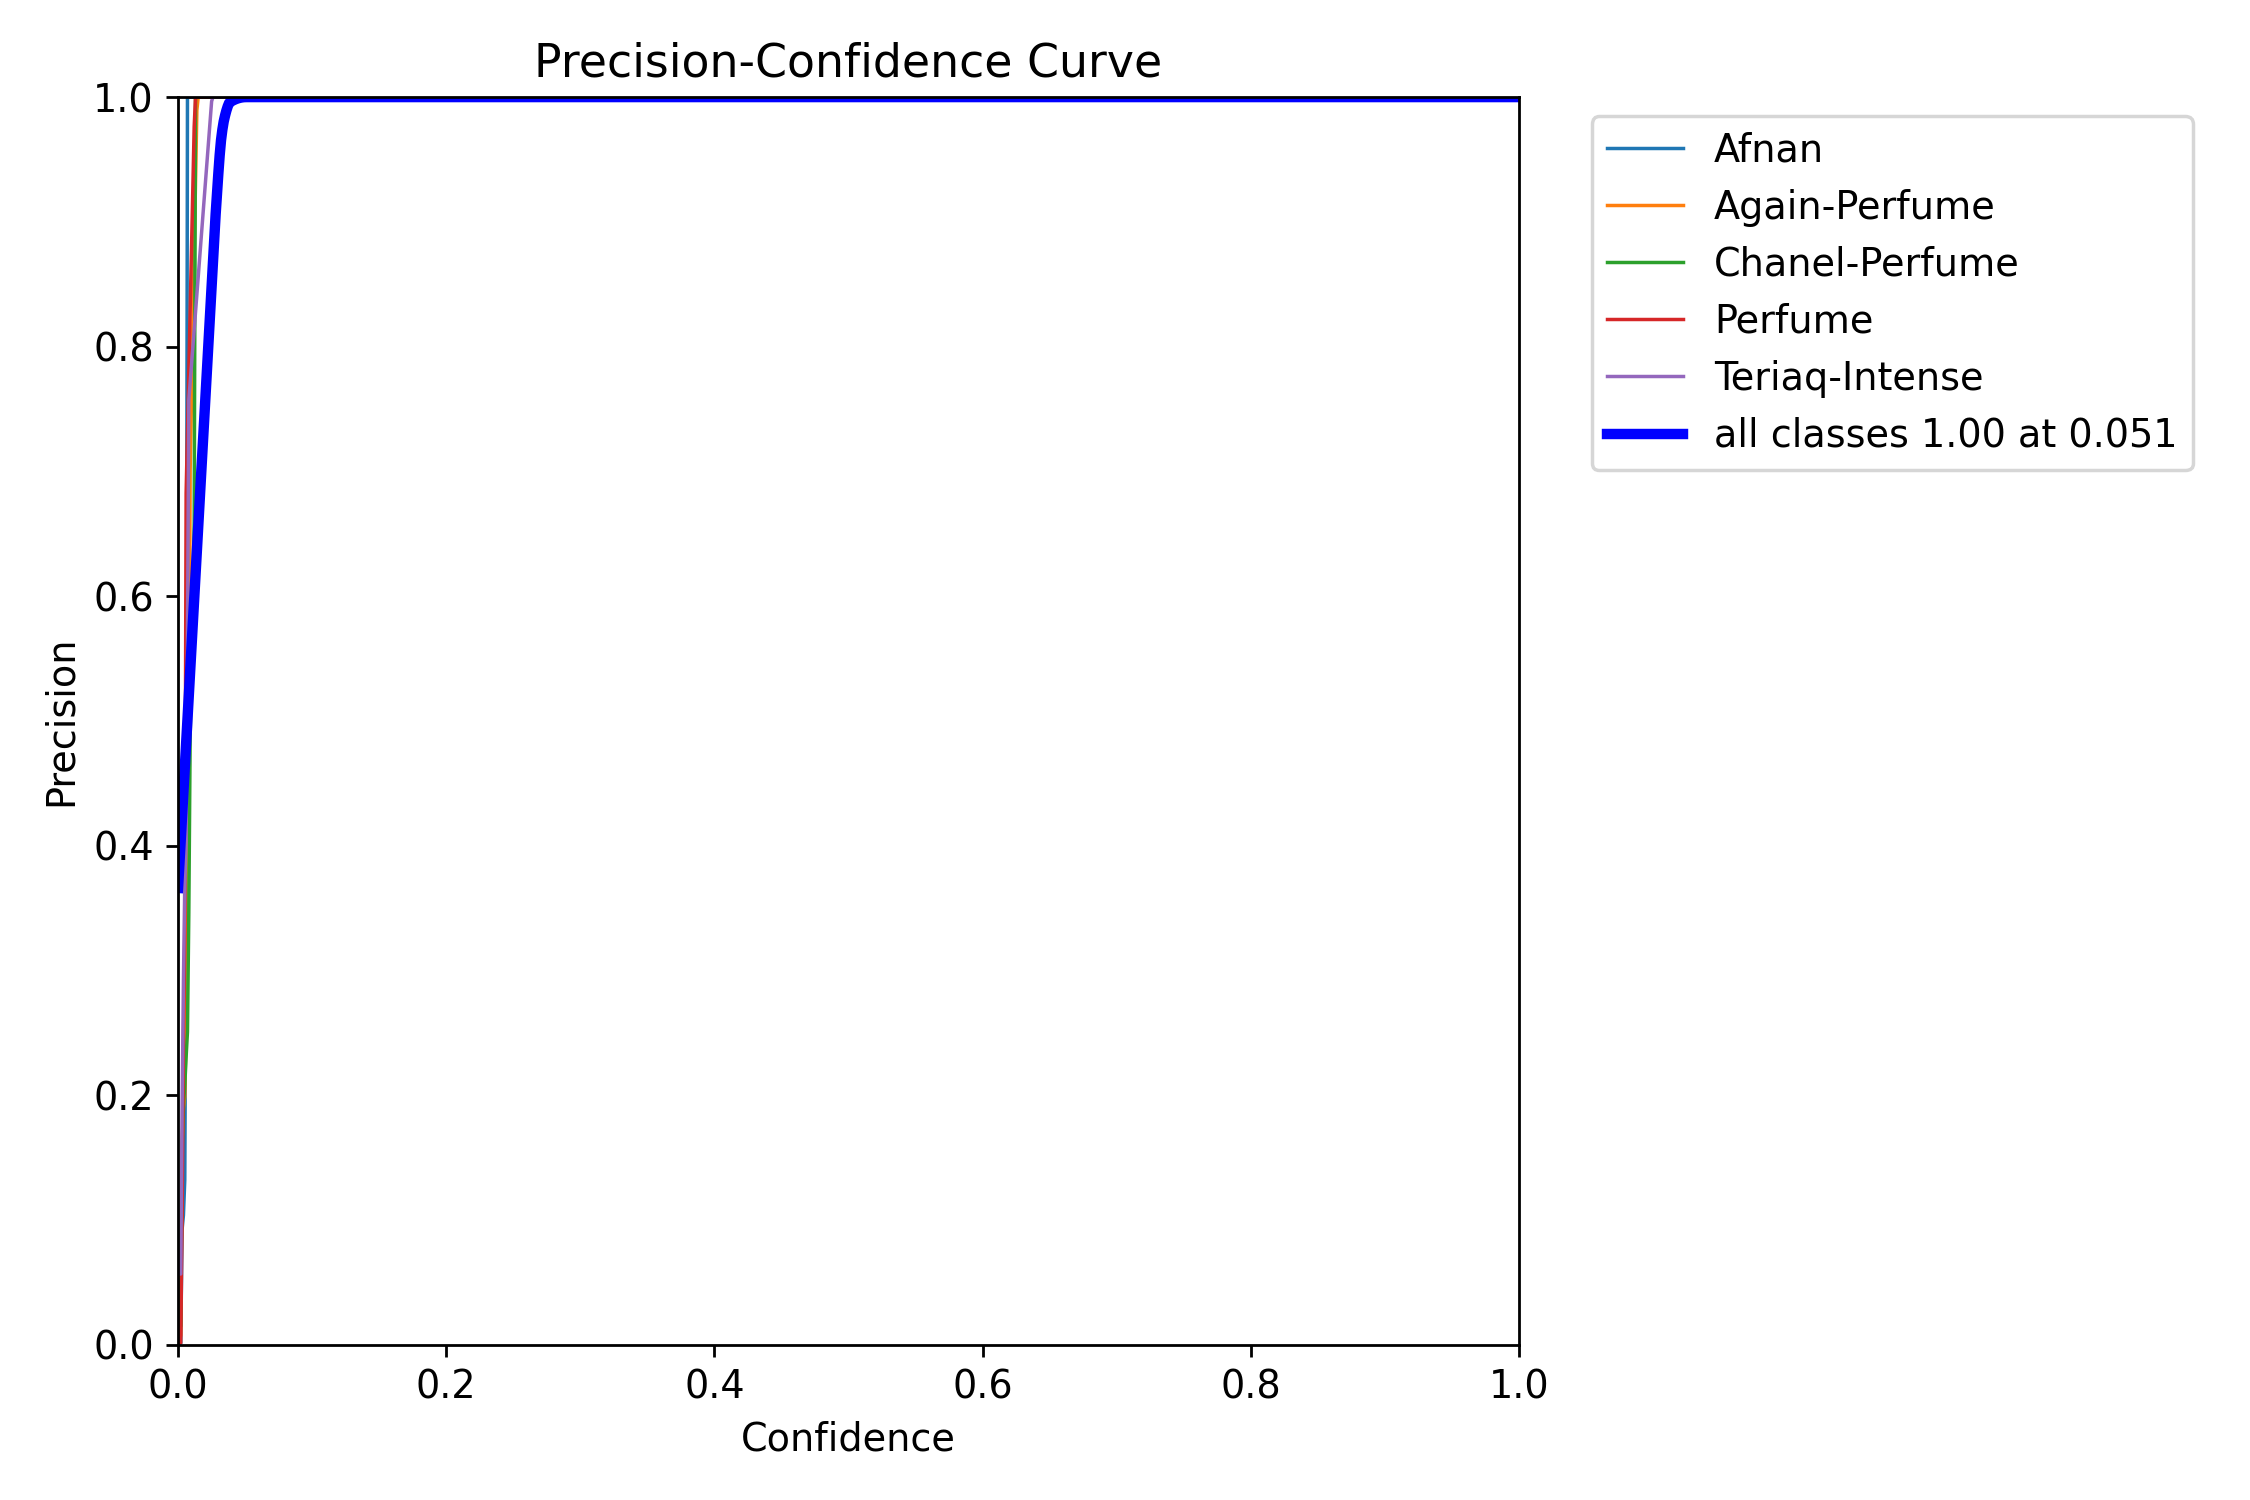 Precision-Confidence Curve
1.0
0.8
0.6
0.4
0.2
0.0
Precision
0.0 0.2 0.4 0.6 0.8 1.0
Confidence
Afnan
Again-Perfume
Chanel-Perfume
Perfume
Teriaq-Intense
all classes 1.00 at 0.051